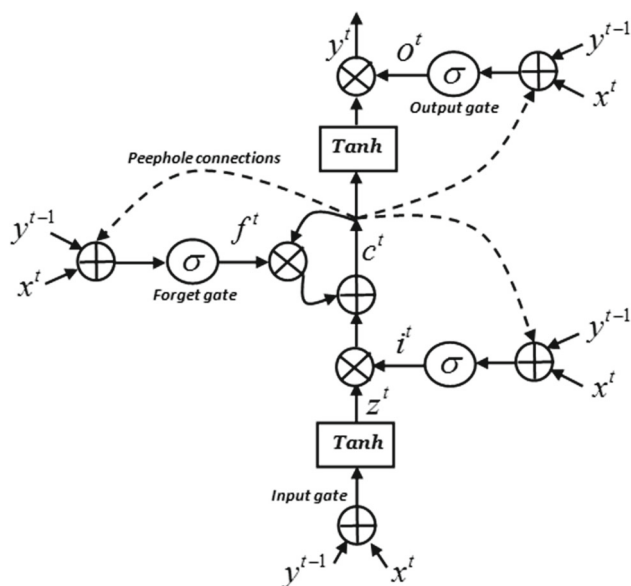 y^t
o^t
σ
y^{t-1}
x^t
Output gate
Tanh
Peephole connections
y^{t-1}
x^t
σ
f^t
Forget gate
c^t
i^t
σ
y^{t-1}
x^t
z^t
Tanh
Input gate
y^{t-1}
x^t